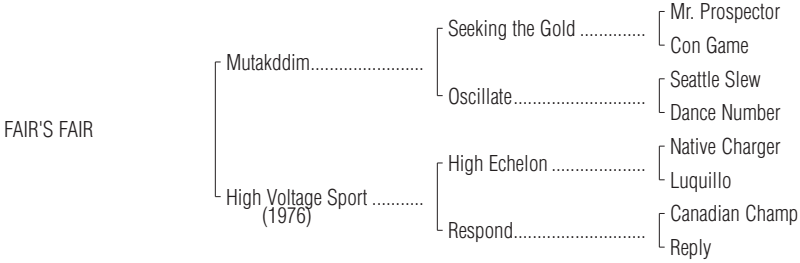 Mr. Prospector
Seeking the Gold ..............
Con Game
Mutakddim........................
Seattle Slew
Oscillate............................
Dance Number
FAIR'S FAIR
Native Charger
High Echelon ....................
Luquillo
High Voltage Sport ...........
(1976)
Canadian Champ
Respond............................
Reply